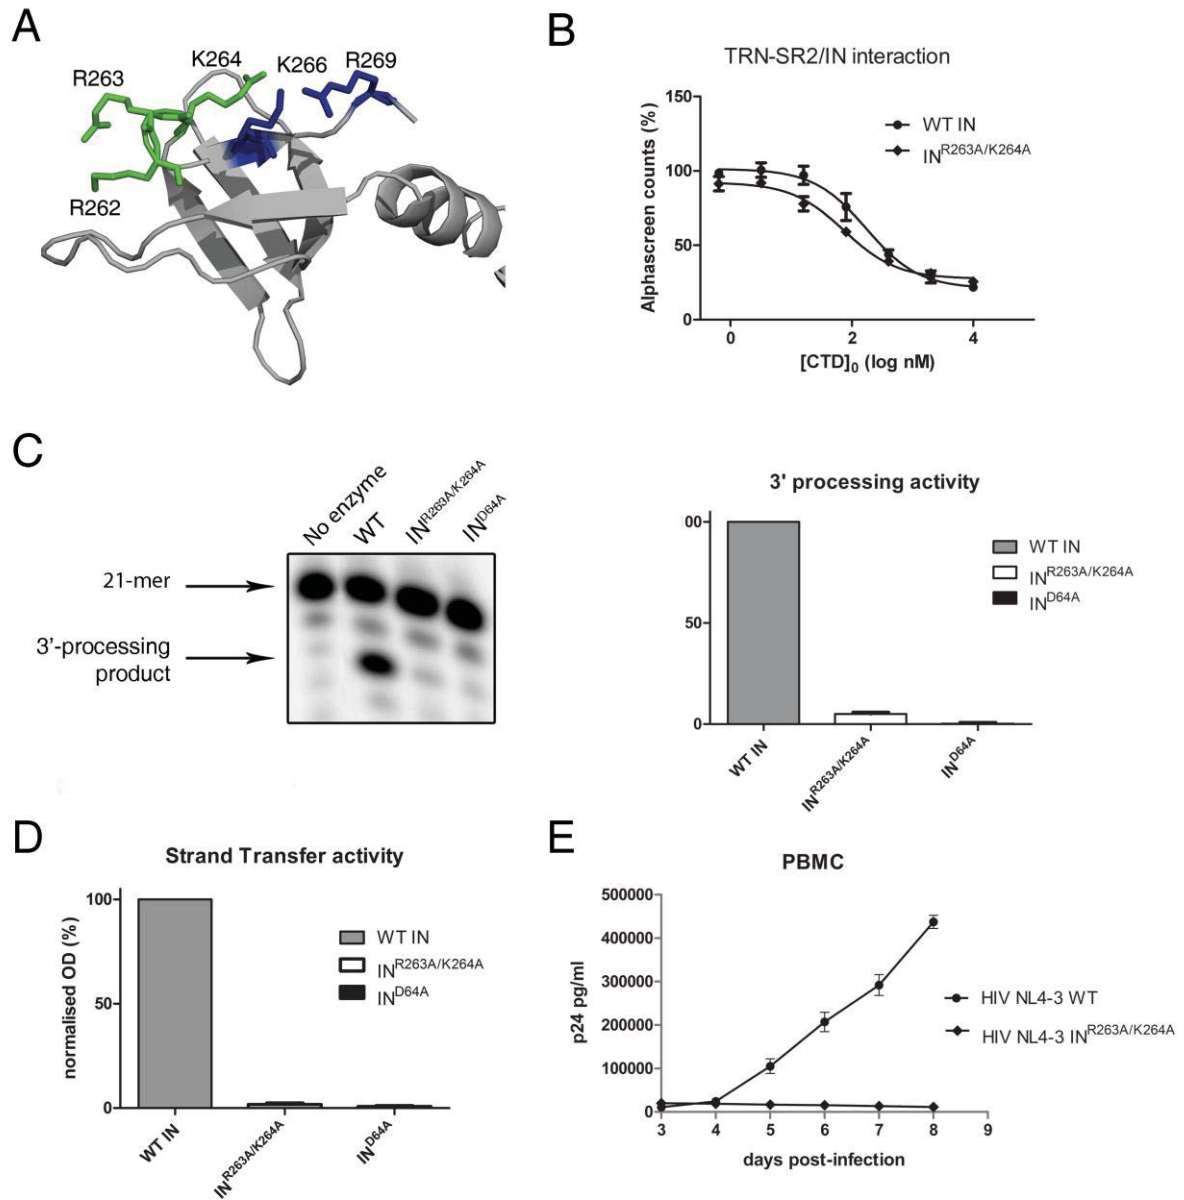 A
R263
K264
K266
R269
R262
B
TRN-SR2/IN interaction
Alphascreen counts (%)
150
100
50
0
0
2
4
[CTD]0 (log nM)
WT IN
IN^R263A/K264A
C
No enzyme
WT
IN^R263A/K264A
IN^D64A
21-mer
3'-processing
product
3' processing activity
00
50
0
WT IN
IN^R263A/K264A
IN^D64A
WT IN
IN^R263A/K264A
IN^D64A
D
Strand Transfer activity
normalised OD (%)
100
50
0
WT IN
IN^R263A/K264A
IN^D64A
WT IN
IN^R263A/K264A
IN^D64A
E
PBMC
p24 pg/ml
500000
400000
300000
200000
100000
0
3
4
5
6
7
8
9
days post-infection
HIV NL4-3 WT
HIV NL4-3 IN^R263A/K264A